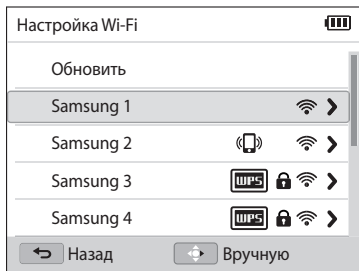 Настройка Wi-Fi
Обновить
Samsung 1
Samsung 2
Samsung 3 WPS
Samsung 4 WPS
Назад Вручную